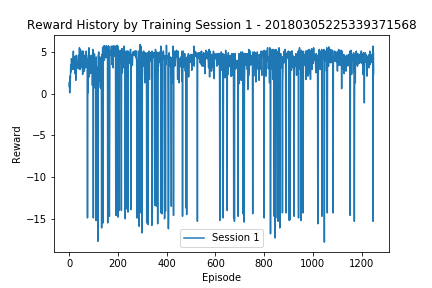 Reward History by Training Session 1 - 20180305225339371568
5
0
−5
−10
−15
Reward
Session 1
0 200 400 600 800 1000 1200
Episode